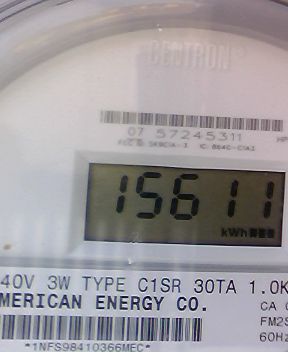 CENTRON®
07 57245311
15611
kWh
40V 3W TYPE C1SR 30TA 1.0K
MERICAN ENERGY CO.
CA
FM2S
60Hz
*1NFS98410366MEC*